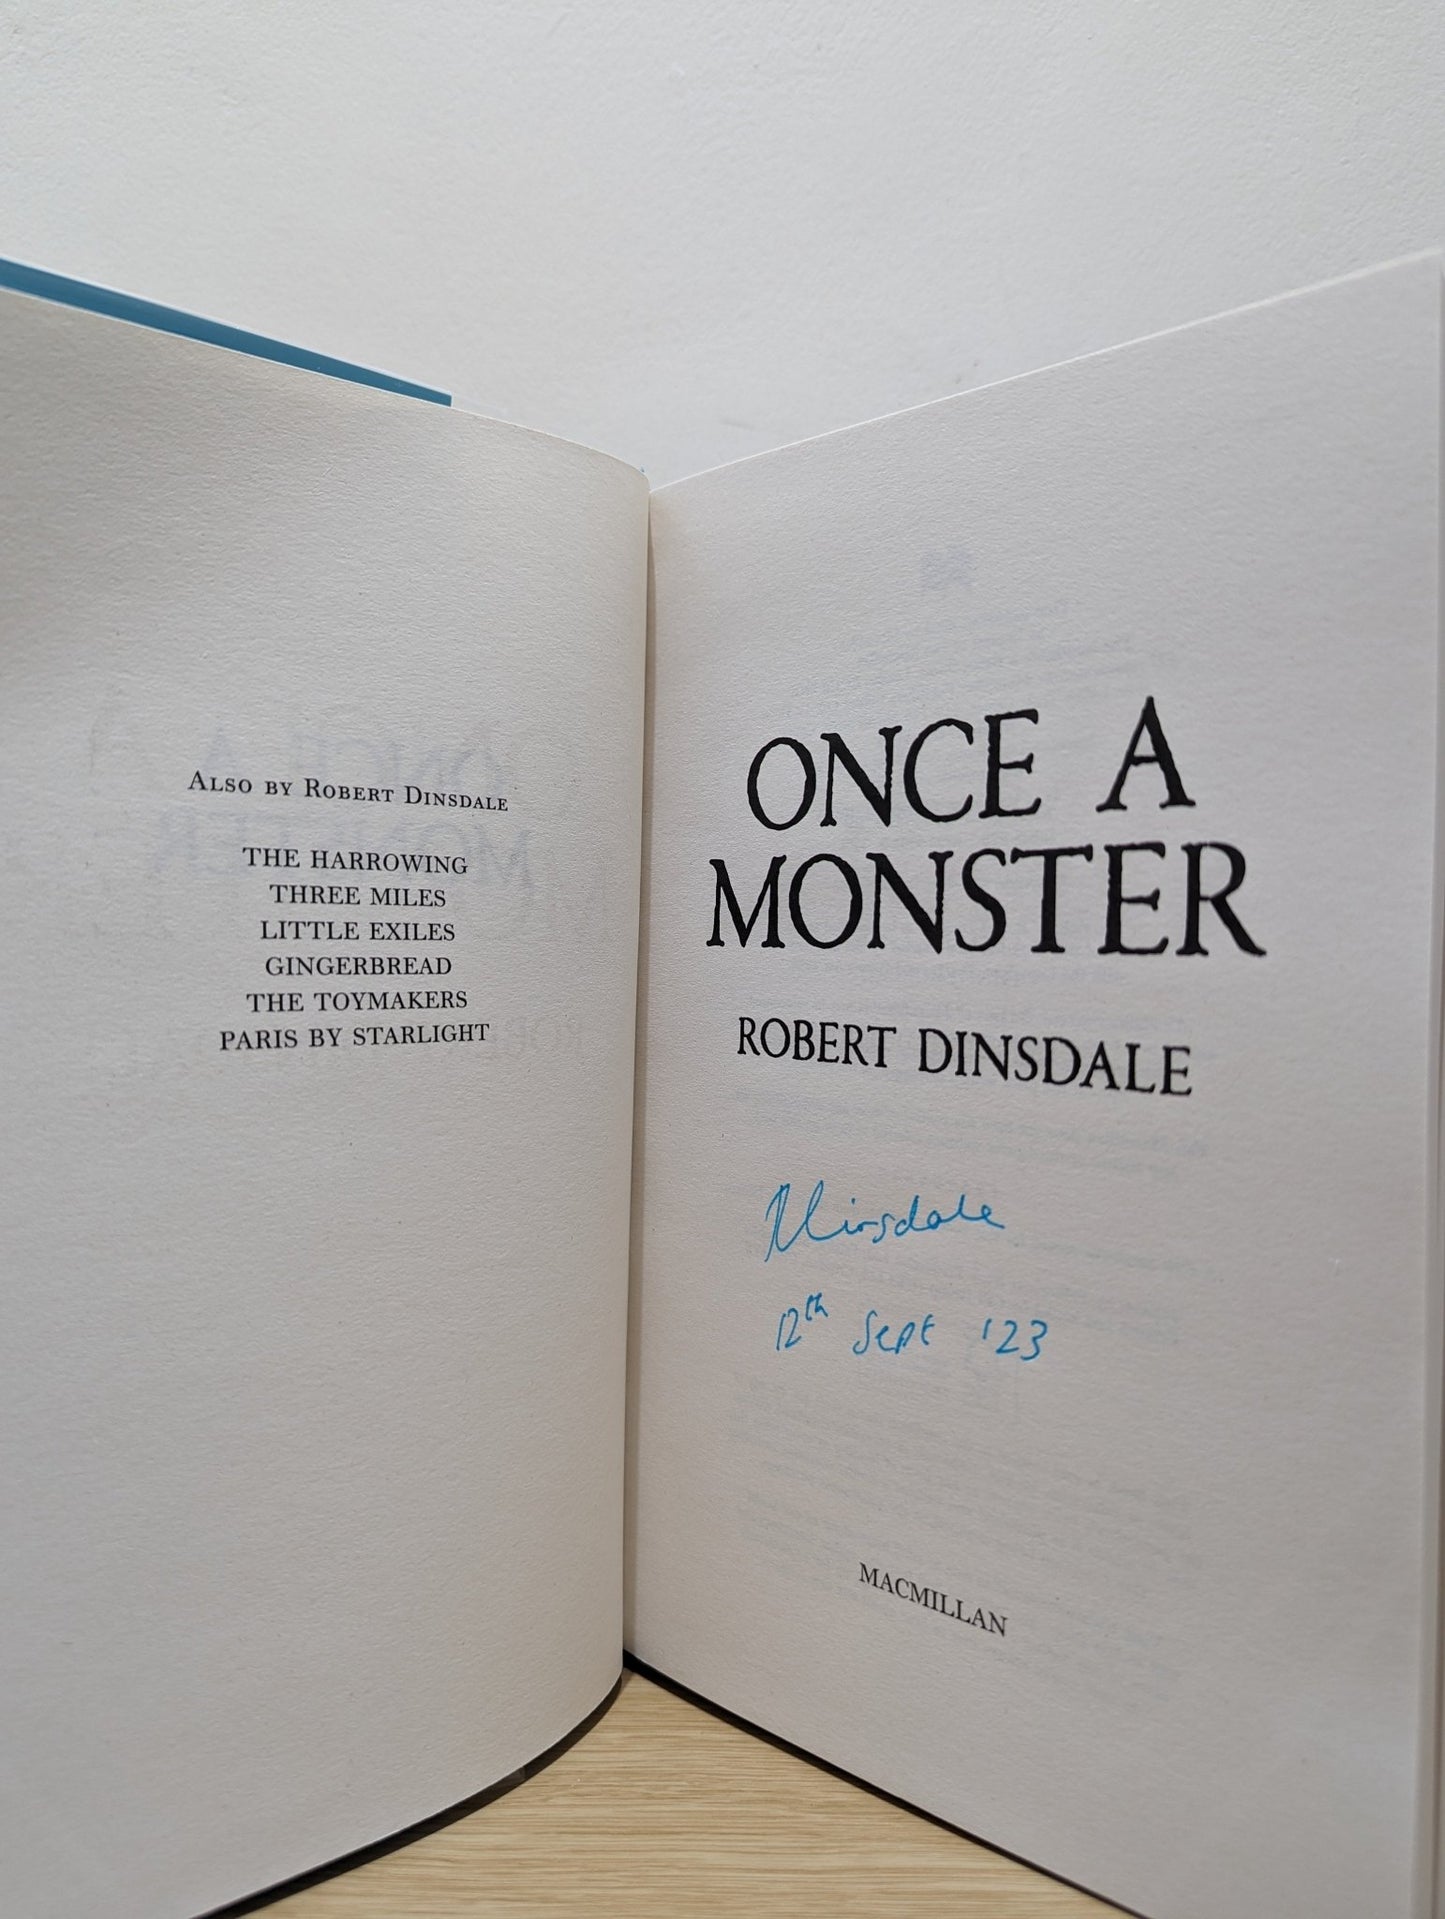 ALSO BY ROBERT DINSDALE
THE HARROWING
THREE MILES
LITTLE EXILES
GINGERBREAD
THE TOYMAKERS
PARIS BY STARLIGHT
ONCE A
MONSTER
ROBERT DINSDALE
RDinsdale
12th Sept '23
MACMILLAN